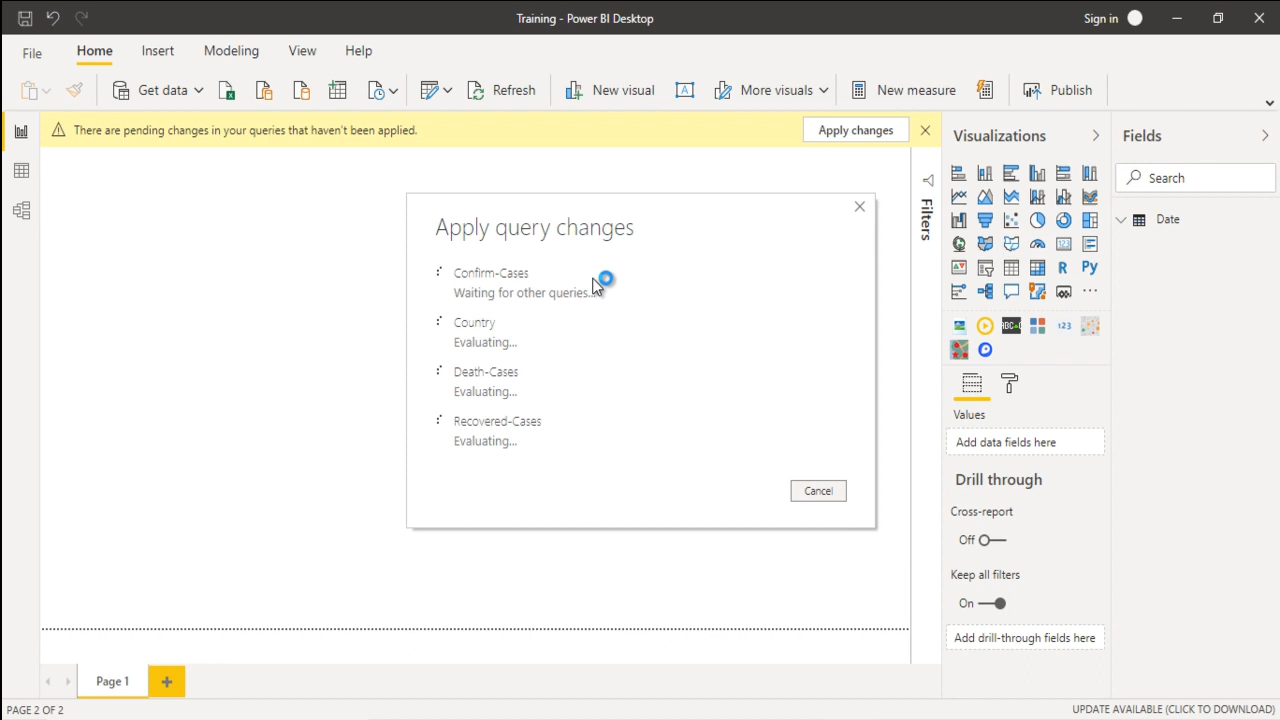 Training - Power BI Desktop
Sign in
File
Home
Insert
Modeling
View
Help
Get data
Refresh
New visual
More visuals
New measure
Publish
There are pending changes in your queries that haven't been applied.
Apply changes
Visualizations
Fields
Search
Date
Filters
Apply query changes
Confirm-Cases
Waiting for other queries...
Country
Evaluating...
Death-Cases
Evaluating...
Recovered-Cases
Evaluating...
Cancel
R
Py
123
Values
Add data fields here
Drill through
Cross-report
Off
Keep all filters
On
Add drill-through fields here
Page 1
PAGE 2 OF 2
UPDATE AVAILABLE (CLICK TO DOWNLOAD)